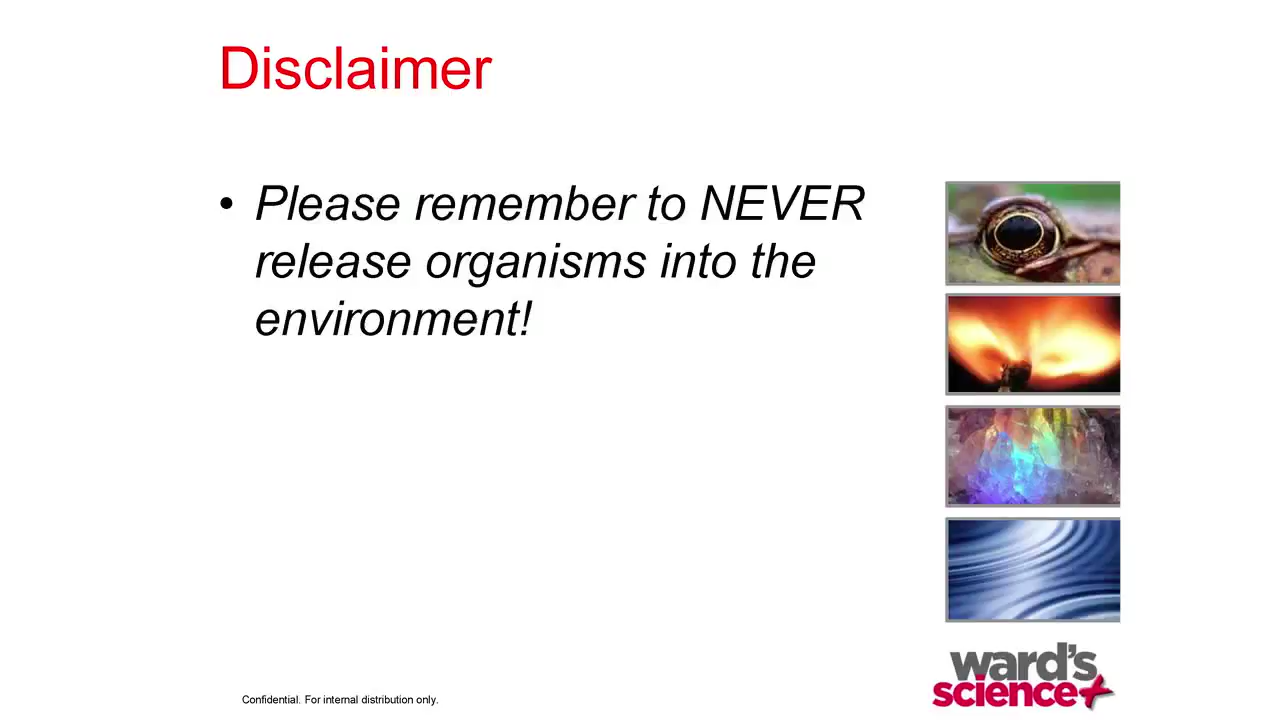 Disclaimer
• Please remember to NEVER
release organisms into the
environment!
ward's
science+
Confidential. For internal distribution only.